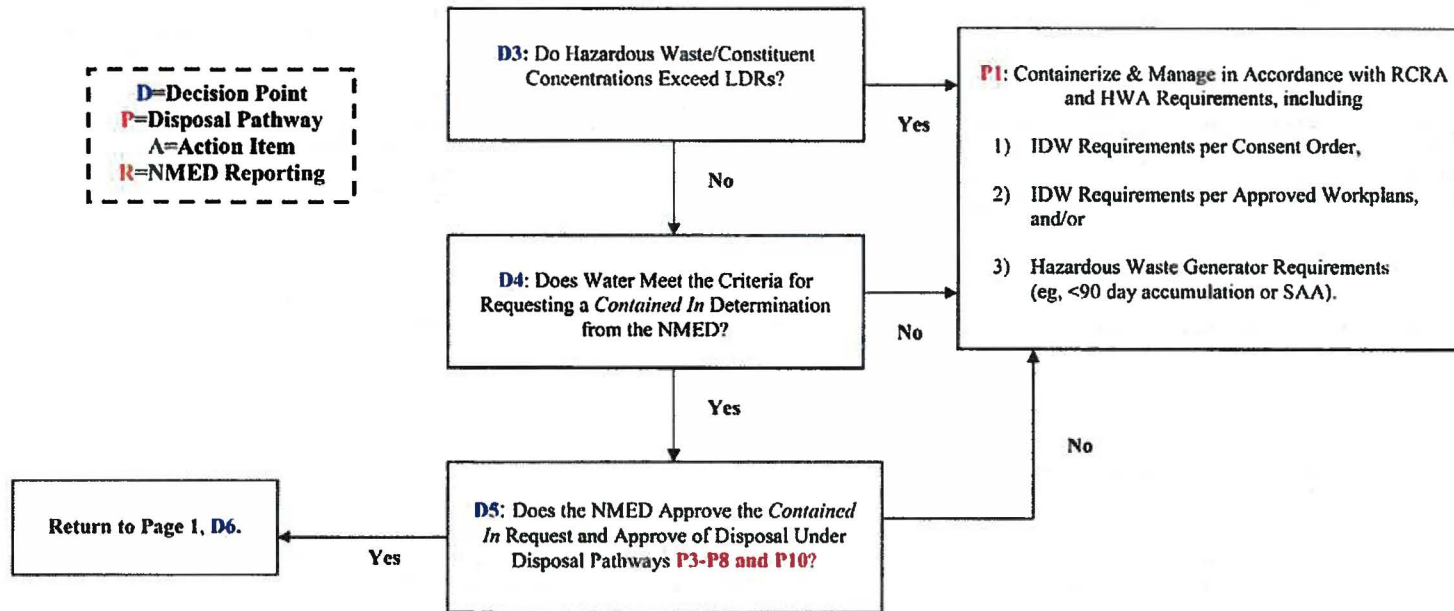 D=Decision Point
P=Disposal Pathway
A=Action Item
R=NMED Reporting
D3: Do Hazardous Waste/Constituent
Concentrations Exceed LDRs?
Yes
No
P1: Containerize & Manage in Accordance with RCRA
and HWA Requirements, including
1) IDW Requirements per Consent Order,
2) IDW Requirements per Approved Workplans,
and/or
3) Hazardous Waste Generator Requirements
(eg, <90 day accumulation or SAA).
D4: Does Water Meet the Criteria for
Requesting a Contained In Determination
from the NMED?
No
Yes
No
D5: Does the NMED Approve the Contained
In Request and Approve of Disposal Under
Disposal Pathways P3-P8 and P10?
Yes
Return to Page 1, D6.